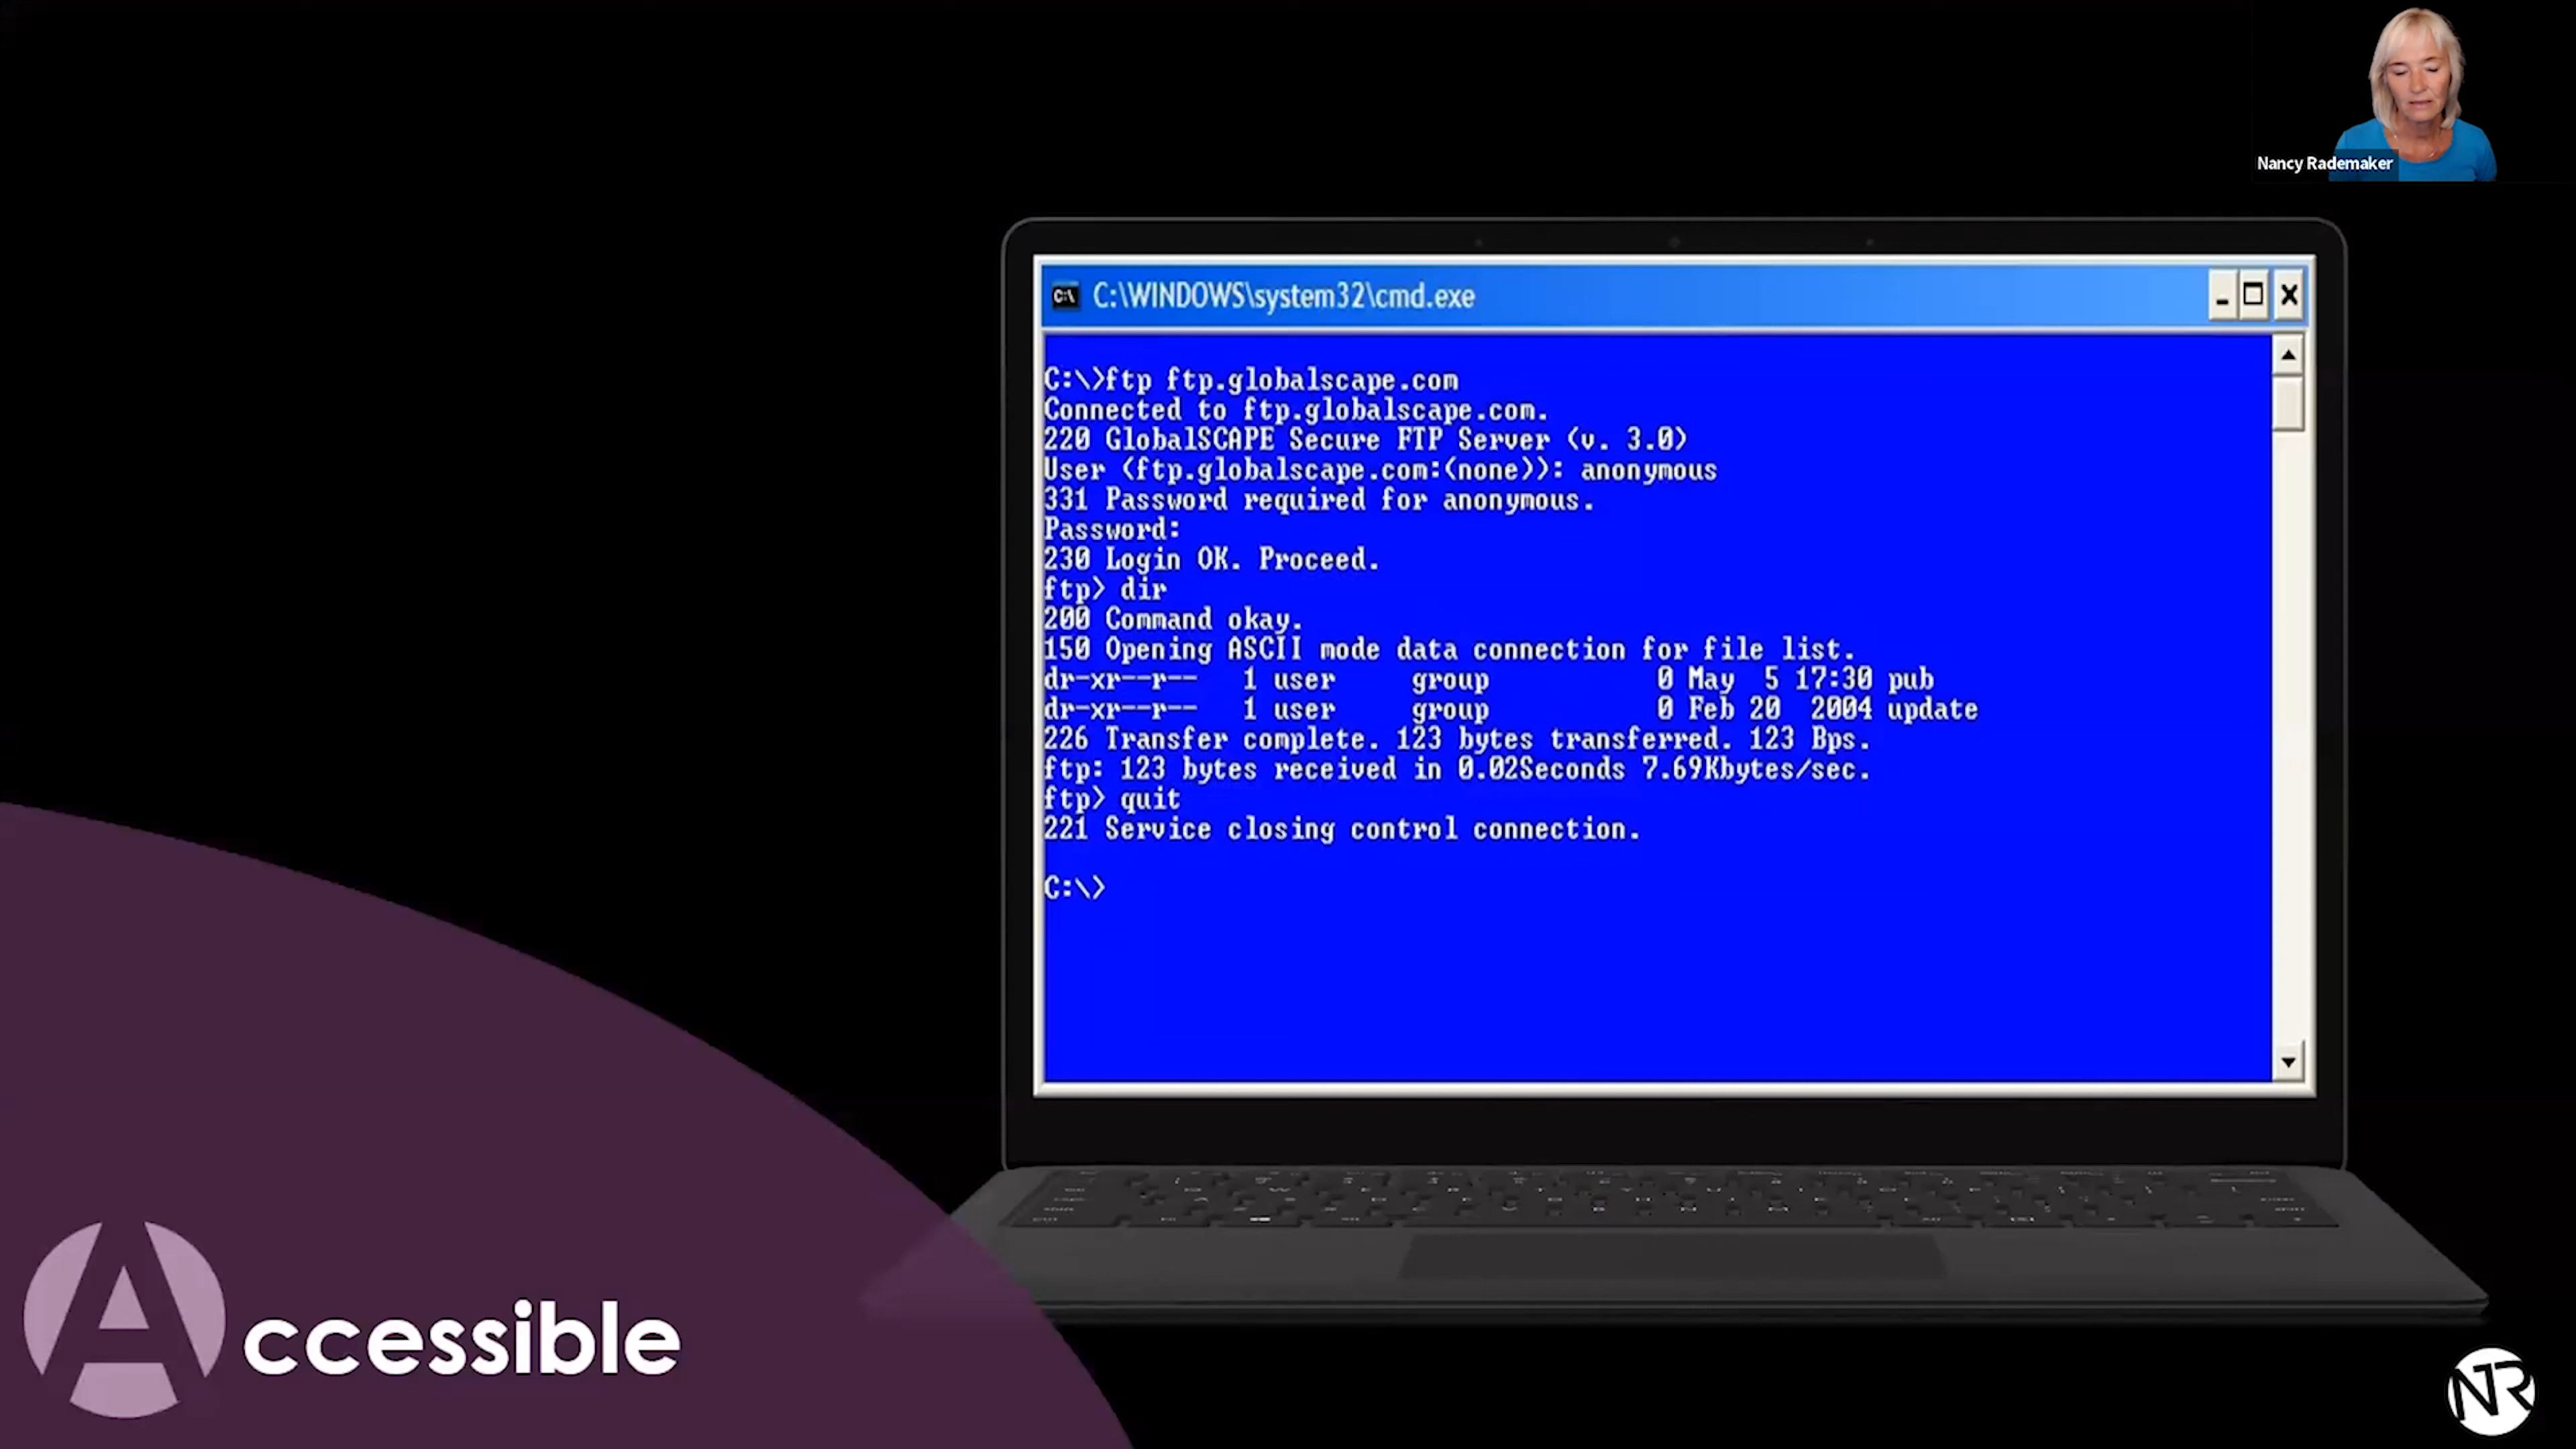 Nancy Rademaker
C:\ C:\WINDOWS\system32\cmd.exe
C:\>ftp ftp.globalscape.com
Connected to ftp.globalscape.com.
220 GlobalSCAPE Secure FTP Server (v. 3.0)
User (ftp.globalscape.com:(none)): anonymous
331 Password required for anonymous.
Password:
230 Login OK. Proceed.
ftp> dir
200 Command okay.
150 Opening ASCII mode data connection for file list.
dr-xr--r--   1 user     group           0 May  5 17:30 pub
dr-xr--r--   1 user     group           0 Feb 20  2004 update
226 Transfer complete. 123 bytes transferred. 123 Bps.
ftp: 123 bytes received in 0.02Seconds 7.69Kbytes/sec.
ftp> quit
221 Service closing control connection.
C:\>
Accessible
NR